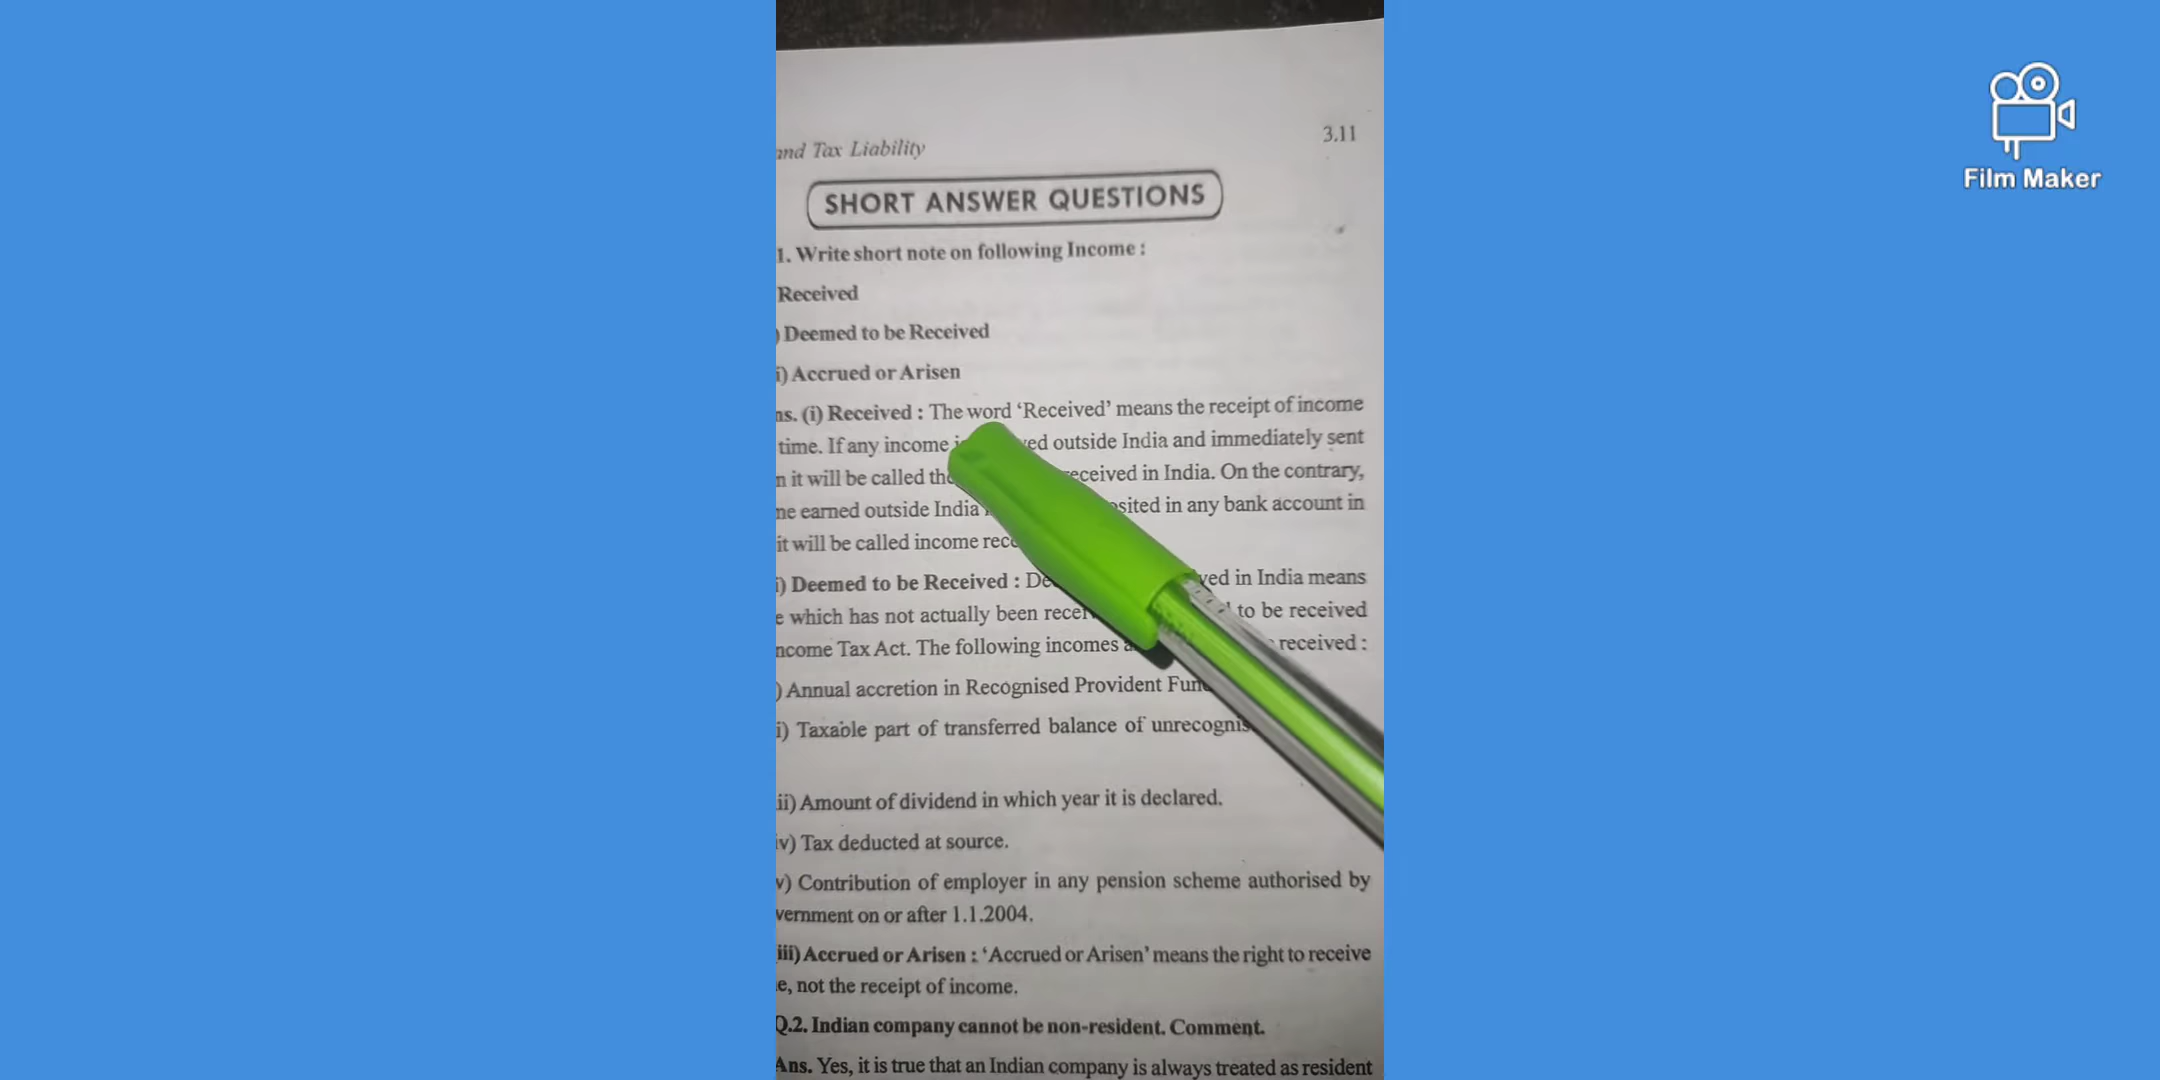 and Tax Liability
3.11
SHORT ANSWER QUESTIONS
1. Write short note on following Income :
Received
) Deemed to be Received
i) Accrued or Arisen
ns. (i) Received : The word ‘Received’ means the receipt of income
time. If any income outside India and immediately sent
n it will be called received in India. On the contrary,
ne earned outside India in any bank account in
it will be called income
i) Deemed to be Received : in India means
e which has not actually been to be received
ncome Tax Act. The following incomes received :
) Annual accretion in Recognised Provident
i) Taxable part of transferred balance of
ii) Amount of dividend in which year it is declared.
iv) Tax deducted at source.
v) Contribution of employer in any pension scheme authorised by
vernment on or after 1.1.2004.
iii) Accrued or Arisen : ‘Accrued or Arisen’ means the right to receive
e, not the receipt of income.
Q.2. Indian company cannot be non-resident. Comment.
Ans. Yes, it is true that an Indian company is always treated as resident
Film Maker